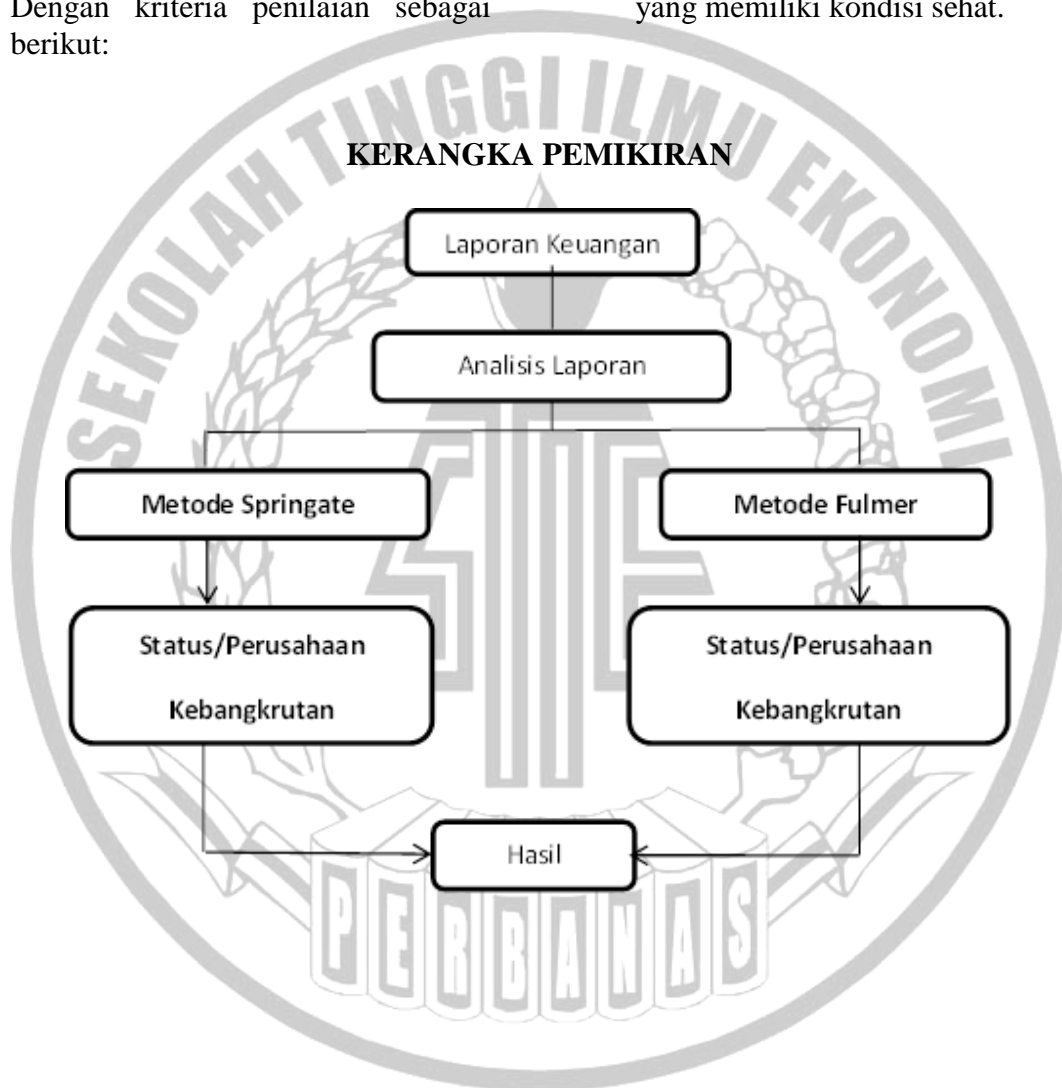 Dengan kriteria penilaian sebagai
berikut:
yang memiliki kondisi sehat.
SEKOLAH TINGGI ILMU EKONOMI
KERANGKA PEMIKIRAN
Laporan Keuangan
Analisis Laporan
Metode Springate
Metode Fulmer
Status/Perusahaan
Kebangkrutan
Status/Perusahaan
Kebangkrutan
Hasil
PERBANAS